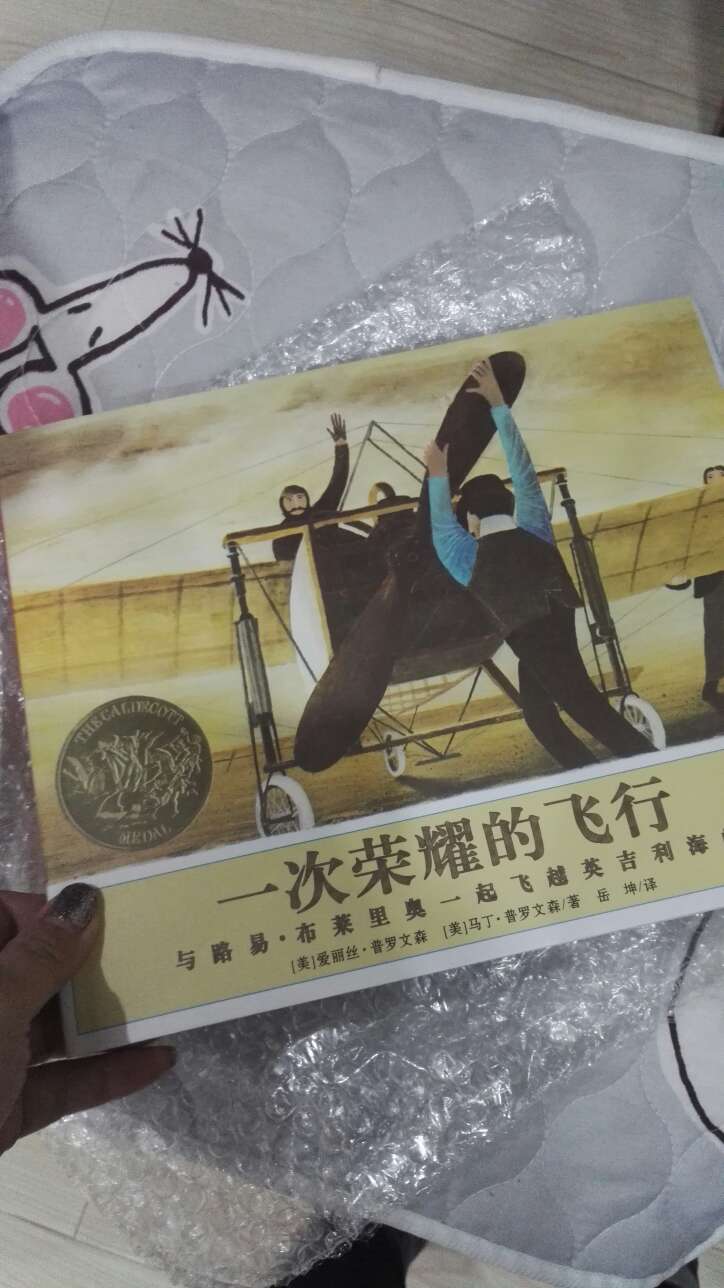 THE CALDECOTT
MEDAL
一次荣耀的飞行
与路易·布莱里奥一起飞越英吉利海
[美]爱丽丝·普罗文森 [美]马丁·普罗文森/著 岳 坤/译